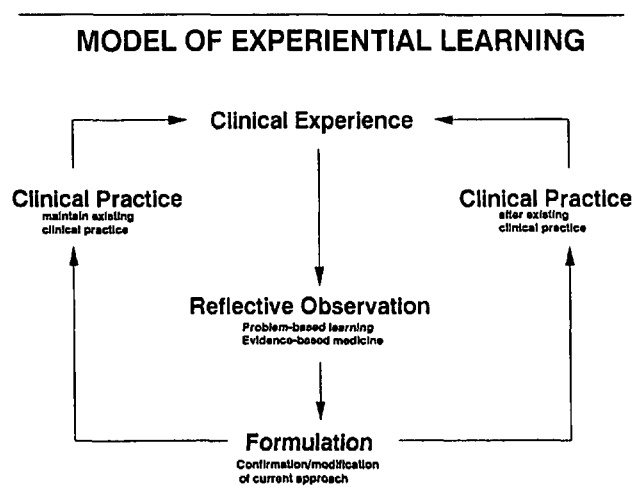 MODEL OF EXPERIENTIAL LEARNING
Clinical Experience
Clinical Practice
maintain existing
clinical practice
Clinical Practice
alter existing
clinical practice
Reflective Observation
Problem-based learning
Evidence-based medicine
Formulation
Confirmation/modification
of current approach